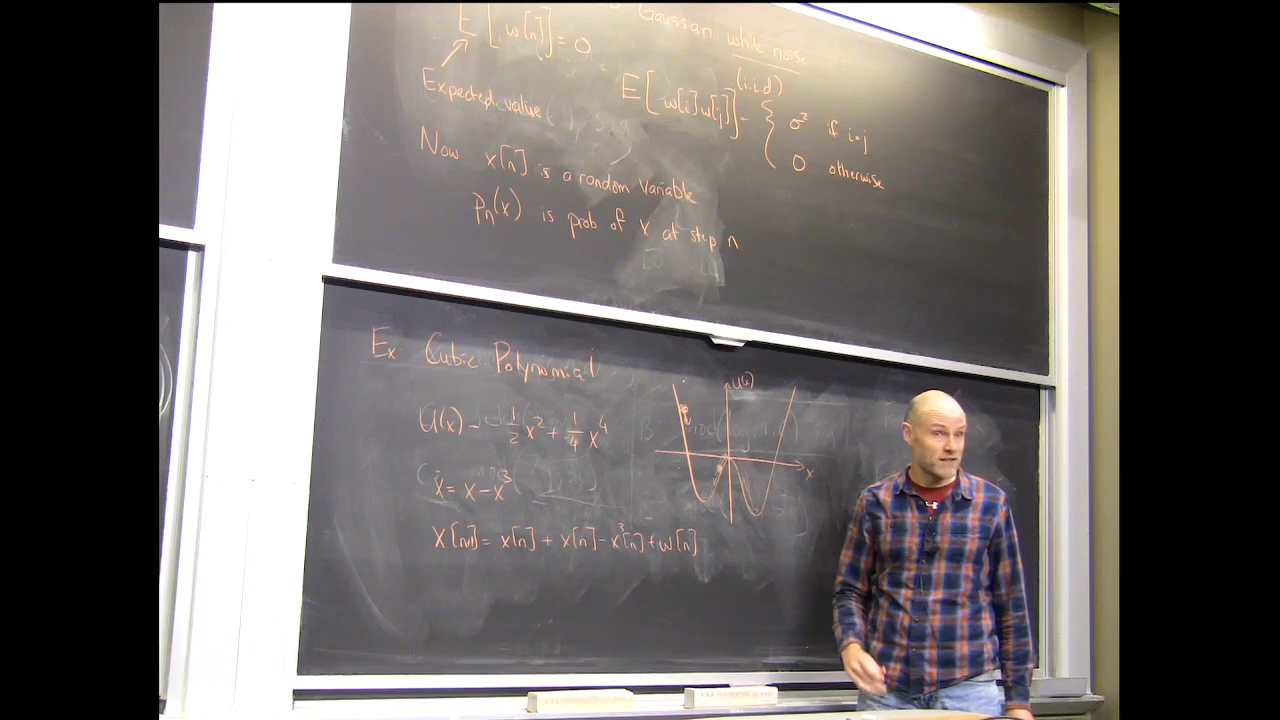 Gaussian white noise
E[w[n]] = 0
(i.i.d)
Expected value
E[w[i]w[j]] = { σ² if i=j
0 otherwise
Now x[n] is a random variable
Pn(x) is prob of x at step n
Ex: Cubic Polynomial
U(x) = -1/2 x² + 1/4 x⁴
U(x)
x
ẋ = x - x³
x[n+1] = x[n] + x[n] - x³[n] + w[n]